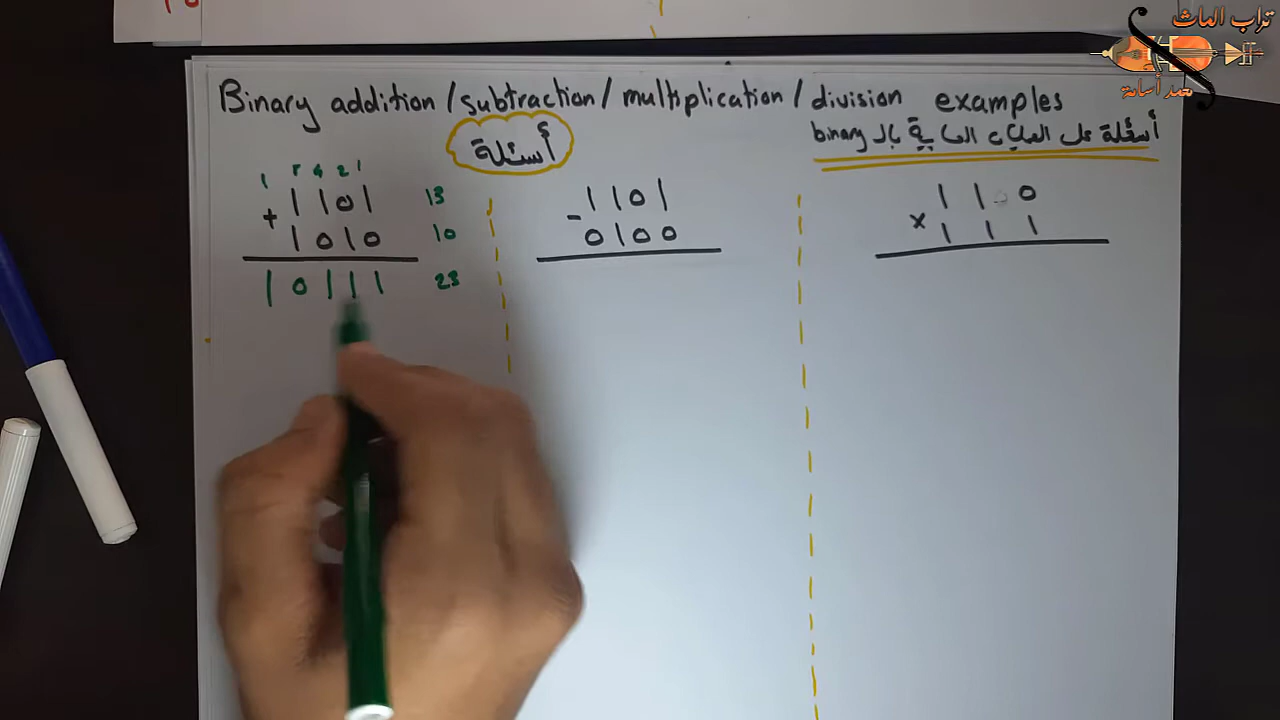 تراب الماث
محمد أسامة
Binary addition / subtraction / multiplication / division examples
أسئلة على العمليات الحسابية بالـ binary
أسئلة
1 8 4 2 1
1 1 0 1 13
+
1 0 1 0 10
1 0 1 1 1 23
1 1 0 1
-
0 1 0 0
1 1 0
×
1 1 1